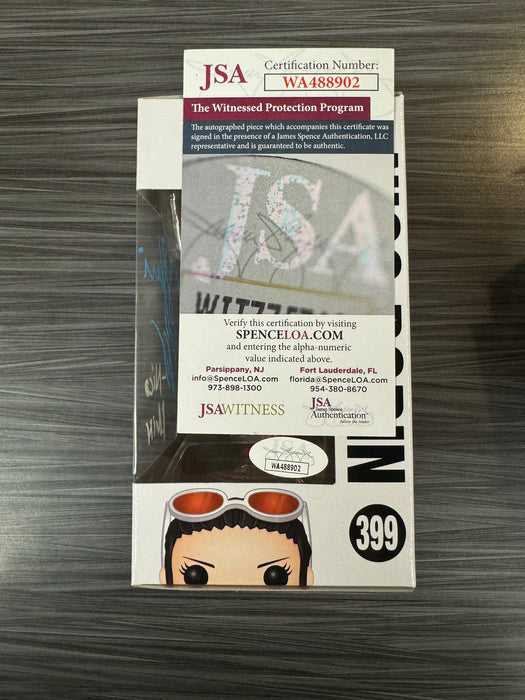 JSA
Certification Number:
WA488902
The Witnessed Protection Program
The autographed piece which accompanies this certificate was
signed in the presence of a James Spence Authentication, LLC
representative and is guaranteed to be authentic.
JSA
Verify this certification by visiting
SPENCELOA.COM
and entering the alpha-numeric
value indicated above.
Parsippany, NJ
info@SpenceLOA.com
973-898-1300
Fort Lauderdale, FL
florida@SpenceLOA.com
954-380-8670
JSAWITNESS
JSA
James Spence
Authentication
follow the leader
WA488902
399